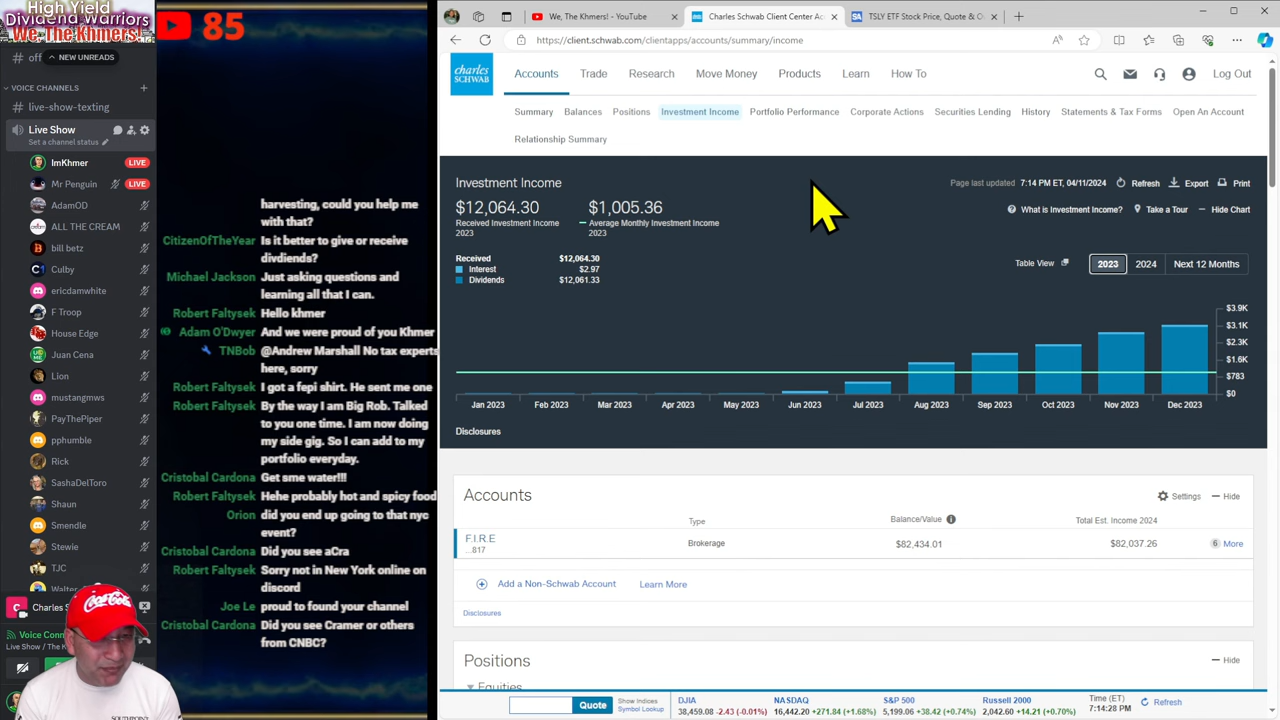 High Yield
Dividend Warriors
We, The Khmers!
85
off
NEW UNREADS
VOICE CHANNELS
live-show-texting
Live Show
Set a channel status
ImKhmer LIVE
Mr Penguin LIVE
AdamOD
ALL THE CREAM
bill betz
Culby
ericdamwhite
F Troop
House Edge
Juan Cena
Lion
mustangmws
PayThePiper
pphumble
Rick
SashaDelToro
Shaun
Smendle
Stewie
TJC
Walter
Charles S
Voice Conne
Live Show / The K
harvesting, could you help me
with that?
CitizenOfTheYear Is it better to give or receive
divdiends?
Michael Jackson Just asking questions and
learning all that I can.
Robert Faltysek Hello khmer
Adam O'Dwyer And we were proud of you Khmer
TNBob @Andrew Marshall No tax experts
here, sorry
Robert Faltysek I got a fepi shirt. He sent me one
Robert Faltysek By the way I am Big Rob. Talked
to you one time. I am now doing
my side gig. So I can add to my
portfolio everyday.
Cristobal Cardona Get sme water!!!
Robert Faltysek Hehe probably hot and spicy food
Orion did you end up going to that nyc
event?
Cristobal Cardona Did you see aCra
Robert Faltysek Sorry not in New York online on
discord
Joe Le proud to found your channel
Cristobal Cardona Did you see Cramer or others
from CNBC?
We, The Khmers! - YouTube
Charles Schwab Client Center Ac
TSLY ETF Stock Price, Quote & O
https://client.schwab.com/clientapps/accounts/summary/income
charles
SCHWAB
Accounts Trade Research Move Money Products Learn How To Log Out
Summary Balances Positions Investment Income Portfolio Performance Corporate Actions Securities Lending History Statements & Tax Forms Open An Account
Relationship Summary
Investment Income
Page last updated 7:14 PM ET, 04/11/2024 Refresh Export Print
$12,064.30 $1,005.36
Received Investment Income
2023
Average Monthly Investment Income
2023
What is Investment Income? Take a Tour Hide Chart
Received $12,064.30
Interest $2.97
Dividends $12,061.33
Table View 2023 2024 Next 12 Months
$3.9K
$3.1K
$2.3K
$1.6K
$783
$0
Jan 2023 Feb 2023 Mar 2023 Apr 2023 May 2023 Jun 2023 Jul 2023 Aug 2023 Sep 2023 Oct 2023 Nov 2023 Dec 2023
Disclosures
Accounts Settings Hide
Type Balance/Value Total Est. Income 2024
F.I.R.E Brokerage $82,434.01 $82,037.26 6 More
...817
Add a Non-Schwab Account Learn More
Disclosures
Positions Hide
Equities
Quote
Show Indices
Symbol Lookup
DJIA
38,459.08 -2.43 (-0.01%)
NASDAQ
16,442.20 +271.84 (+1.68%)
S&P 500
5,199.06 +38.42 (+0.74%)
Russell 2000
2,042.60 +14.21 (+0.70%)
Time (ET)
7:14:28 PM
Refresh